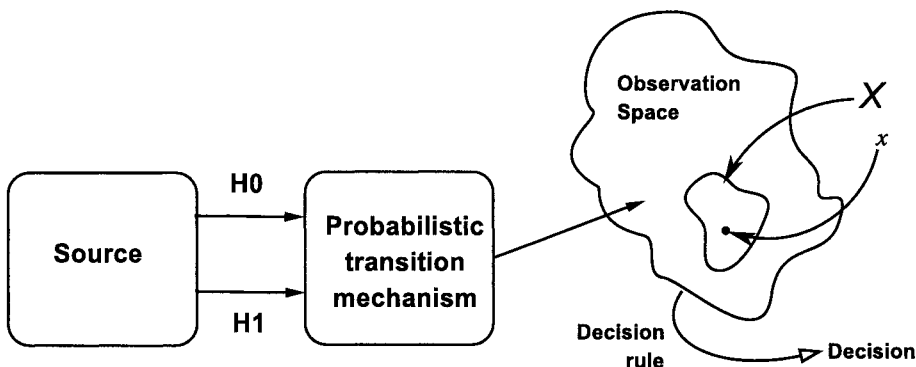 Source
H0
H1
Probabilistic
transition
mechanism
Observation
Space
X
x
Decision
rule
Decision